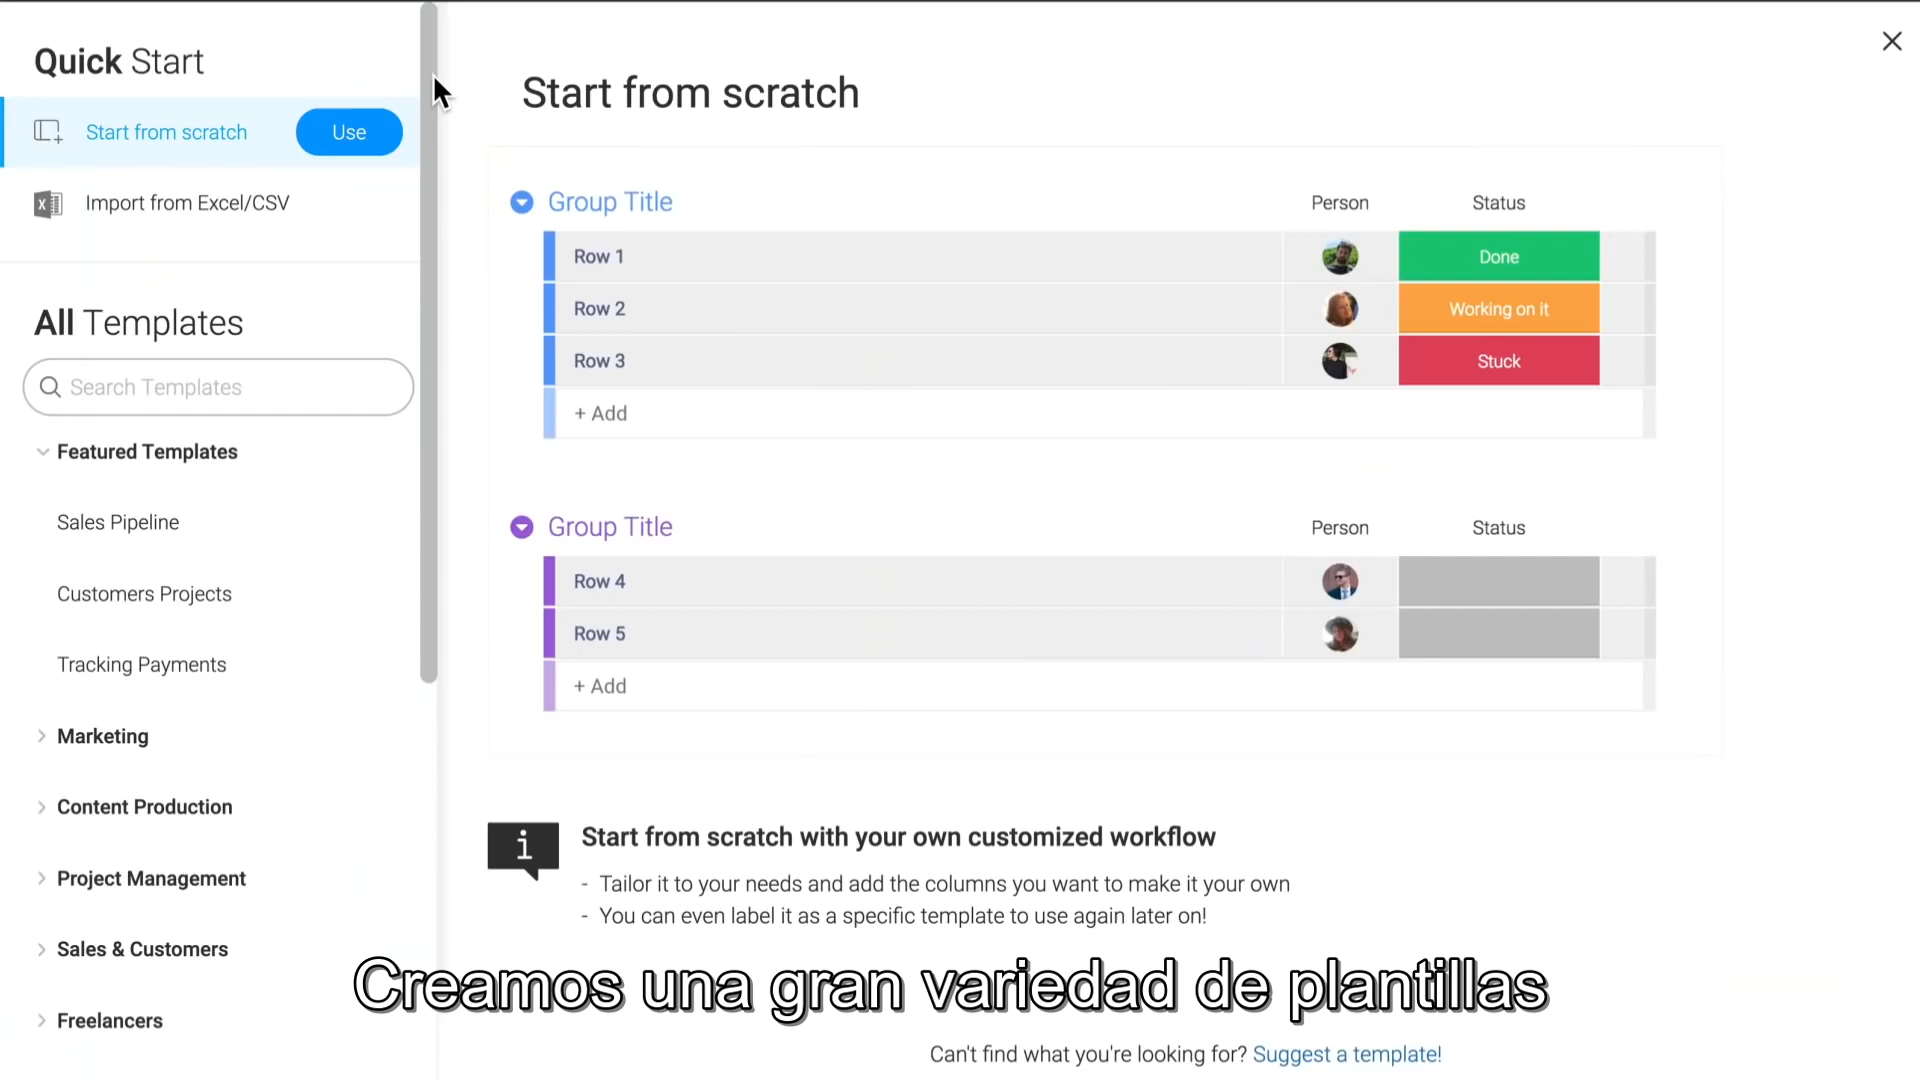 Quick Start
Start from scratch
Use
Import from Excel/CSV
All Templates
Search Templates
Featured Templates
Sales Pipeline
Customers Projects
Tracking Payments
Marketing
Content Production
Project Management
Sales & Customers
Freelancers
Start from scratch
Group Title Person Status
Row 1 Done
Row 2 Working on it
Row 3 Stuck
+ Add
Group Title Person Status
Row 4
Row 5
+ Add
i
Start from scratch with your own customized workflow
- Tailor it to your needs and add the columns you want to make it your own
- You can even label it as a specific template to use again later on!
Creamos una gran variedad de plantillas
Can't find what you're looking for? Suggest a template!